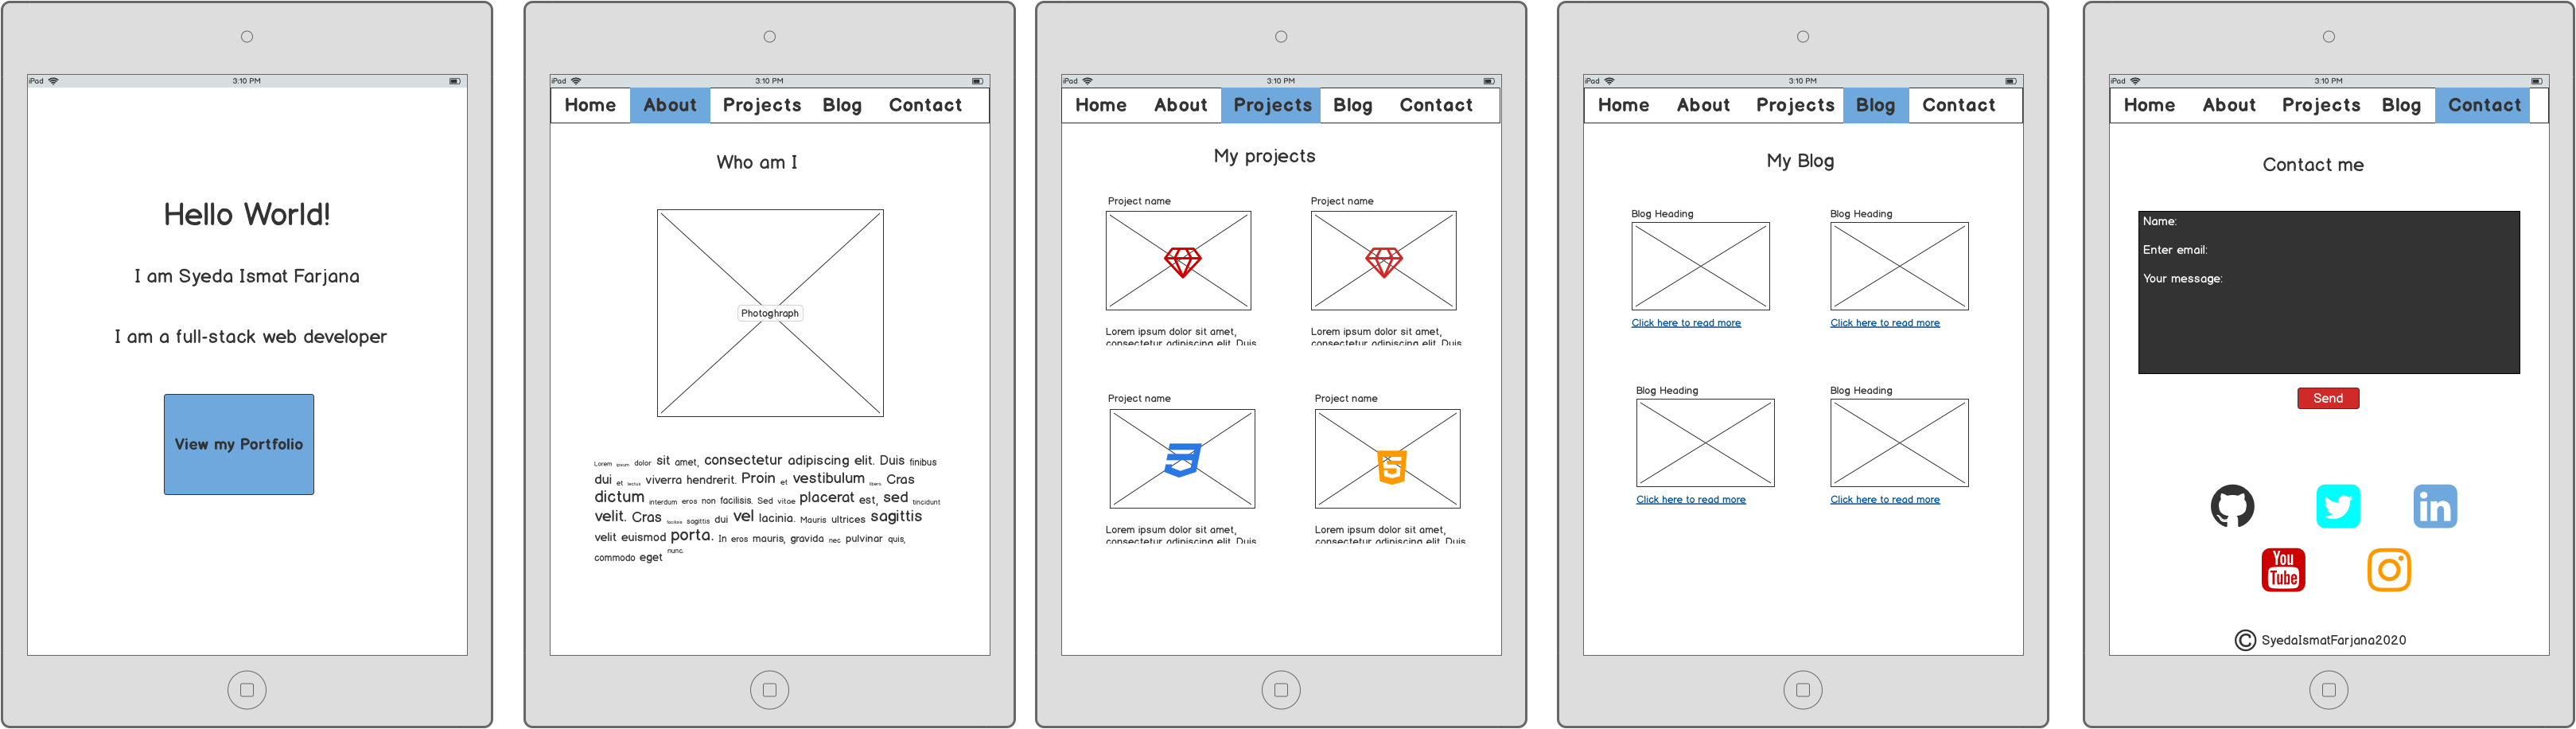 iPad 3:10 PM
Hello World!
I am Syeda Ismat Farjana
I am a full-stack web developer
View my Portfolio
iPad 3:10 PM
Home About Projects Blog Contact
Who am I
Photoghraph
Lorem ipsum dolor sit amet, consectetur adipiscing elit. Duis finibus
dui et lectus viverra hendrerit. Proin et vestibulum libero Cras
dictum interdum eros non facilisis. Sed vitae placerat est, sed tincidunt
velit. Cras facilisis sagittis dui vel lacinia. Mauris ultrices sagittis
velit euismod porta. In eros mauris, gravida nec pulvinar quis,
commodo eget nunc.
iPad 3:10 PM
Home About Projects Blog Contact
My projects
Project name Project name
Lorem ipsum dolor sit amet, Lorem ipsum dolor sit amet,
consectetur adipiscing elit. Duis consectetur adipiscing elit. Duis
Project name Project name
Lorem ipsum dolor sit amet, Lorem ipsum dolor sit amet,
consectetur adipiscing elit. Duis consectetur adipiscing elit. Duis
iPad 3:10 PM
Home About Projects Blog Contact
My Blog
Blog Heading Blog Heading
Click here to read more Click here to read more
Blog Heading Blog Heading
Click here to read more Click here to read more
iPad 3:10 PM
Home About Projects Blog Contact
Contact me
Name:
Enter email:
Your message:
Send
in
You
Tube
© SyedaIsmatFarjana2020